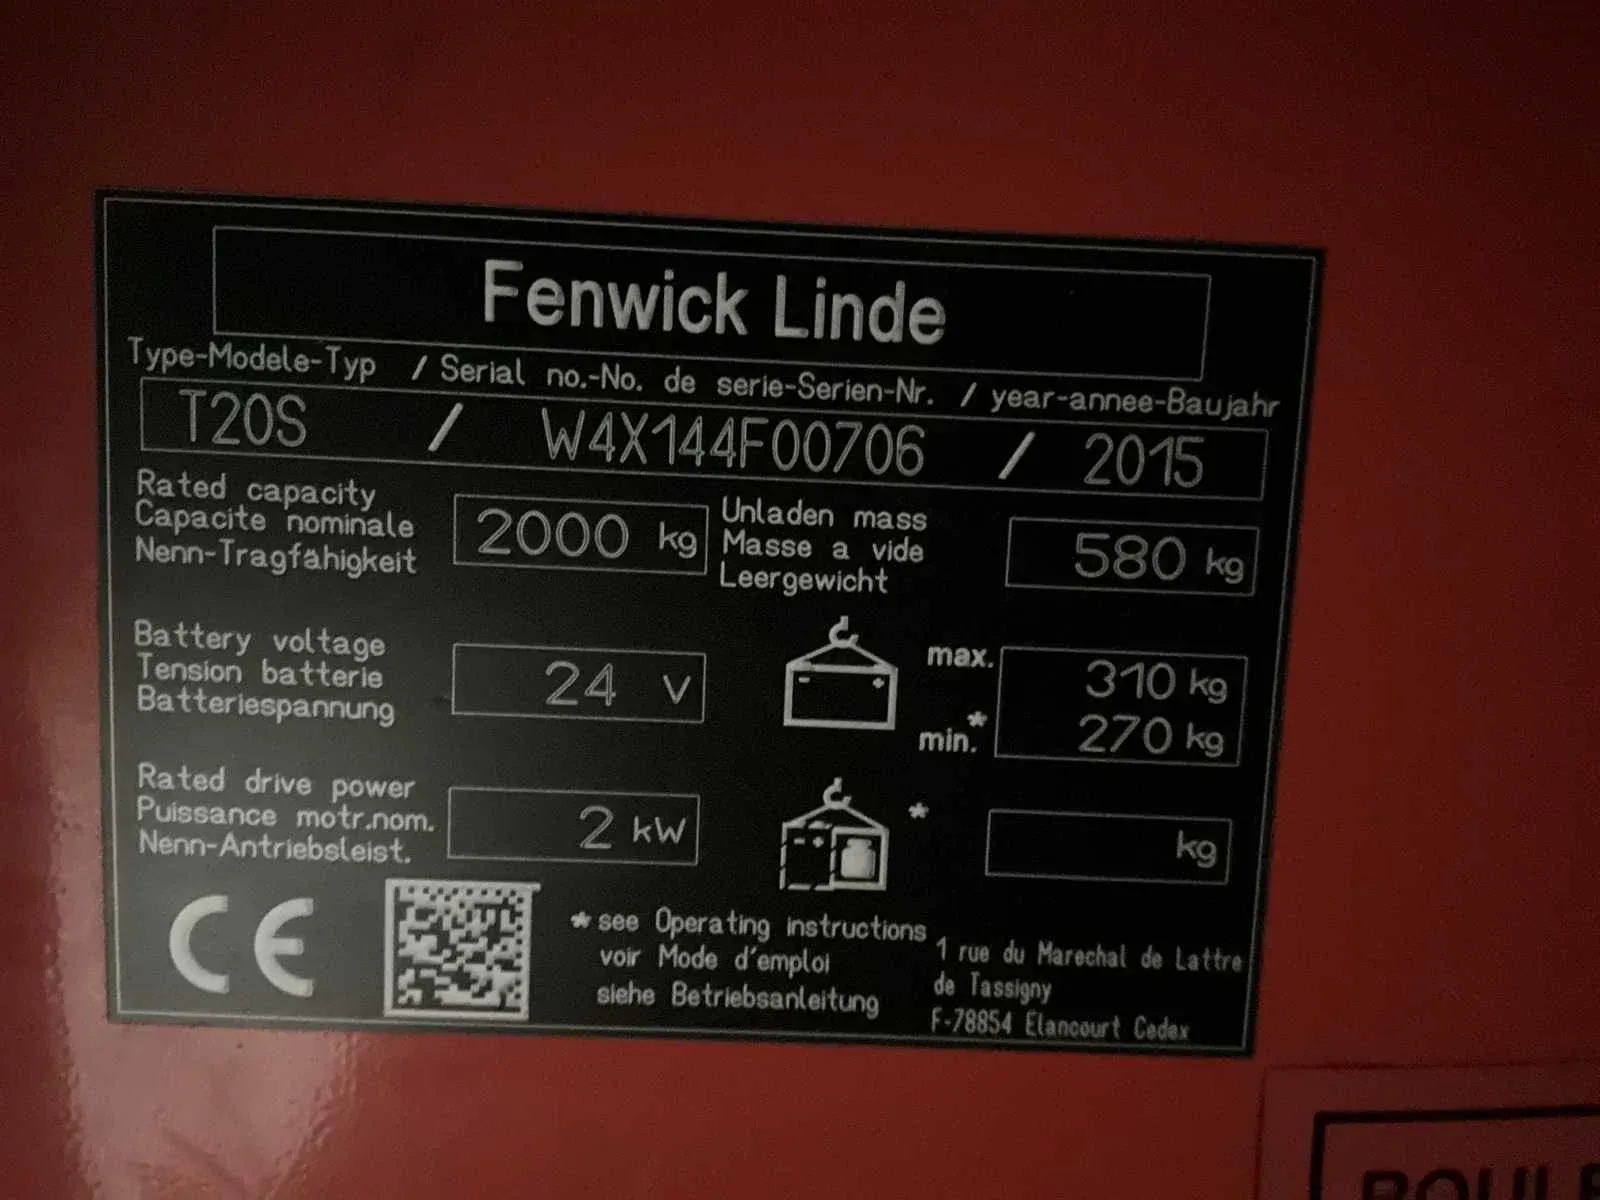 Fenwick Linde
Type-Modele-Typ / Serial no.-No. de serie-Serien-Nr. / year-annee-Baujahr
T20S / W4X144F00706 / 2015
Rated capacity
Capacite nominale
Nenn-Tragfähigkeit
2000 kg
Unladen mass
Masse a vide
Leergewicht
580 kg
Battery voltage
Tension batterie
Batteriespannung
24 V
max. 310 kg
min.* 270 kg
Rated drive power
Puissance motr.nom.
Nenn-Antriebsleist.
2 kW
* kg
CE
* see Operating instructions
voir Mode d'emploi
siehe Betriebsanleitung
1 rue du Marechal de Lattre
de Tassigny
F-78854 Elancourt Cedex